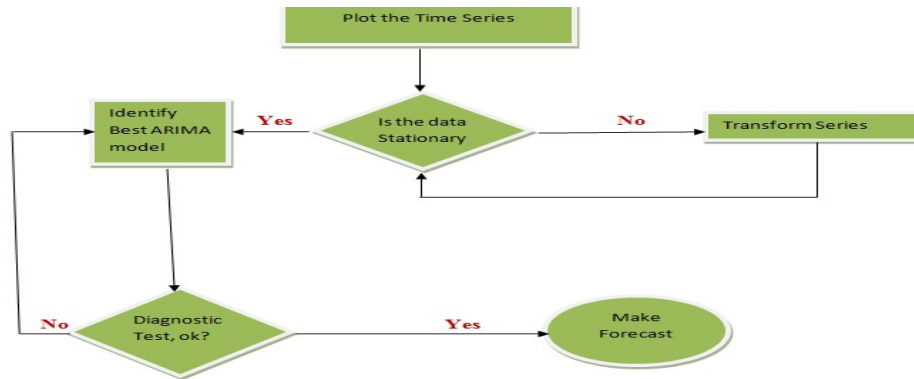 Plot the Time Series
Identify
Best ARIMA
model
Yes
Is the data
Stationary
No
Transform Series
No
Diagnostic
Test, ok?
Yes
Make
Forecast